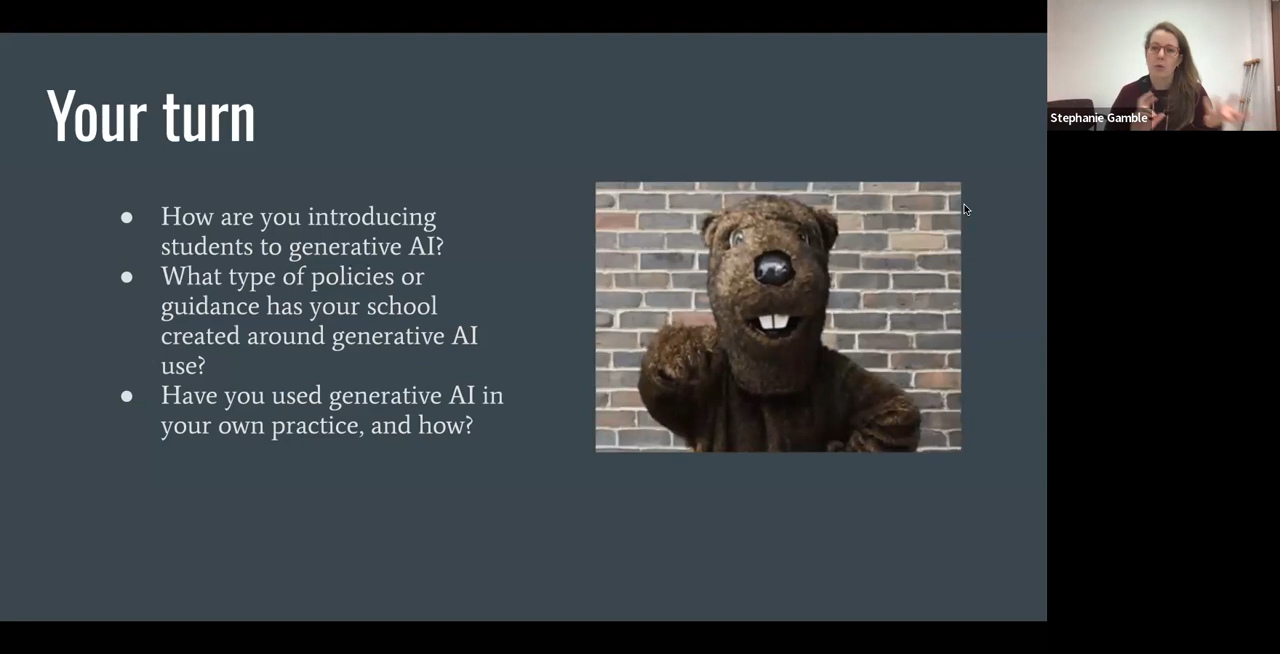 Your turn
● How are you introducing
students to generative AI?
● What type of policies or
guidance has your school
created around generative AI
use?
● Have you used generative AI in
your own practice, and how?
Stephanie Gamble